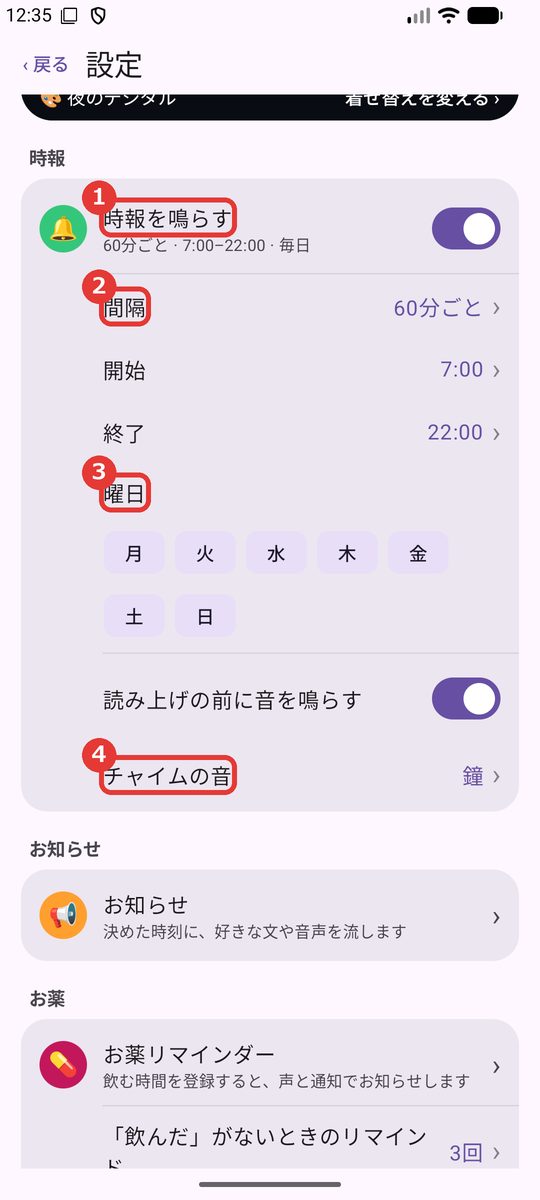 12:35
‹ 戻る 設定
夜のデジタル 着せ替えを変える ›
時報
1
時報を鳴らす
60分ごと · 7:00–22:00 · 毎日
2
間隔 60分ごと ›
開始 7:00 ›
終了 22:00 ›
3
曜日
月 火 水 木 金
土 日
読み上げの前に音を鳴らす
4
チャイムの音 鐘 ›
お知らせ
お知らせ ›
決めた時刻に、好きな文や音声を流します
お薬
お薬リマインダー ›
飲む時間を登録すると、声と通知でお知らせします
「飲んだ」がないときのリマイン
ド 3回 ›